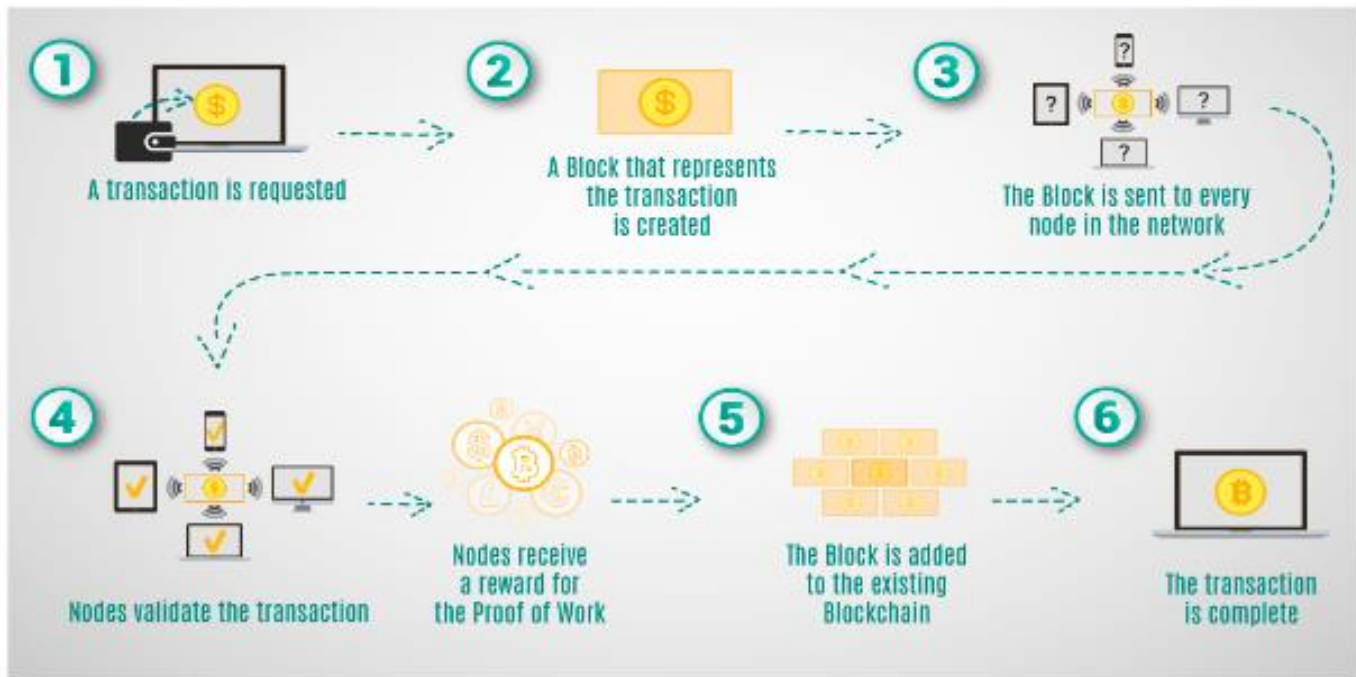 1
A transaction is requested
2
A Block that represents
the transaction
is created
3
?
?
?
?
$
The Block is sent to every
node in the network
4
Nodes validate the transaction
Nodes receive
a reward for
the Proof of Work
5
The Block is added
to the existing
Blockchain
6
The transaction
is complete